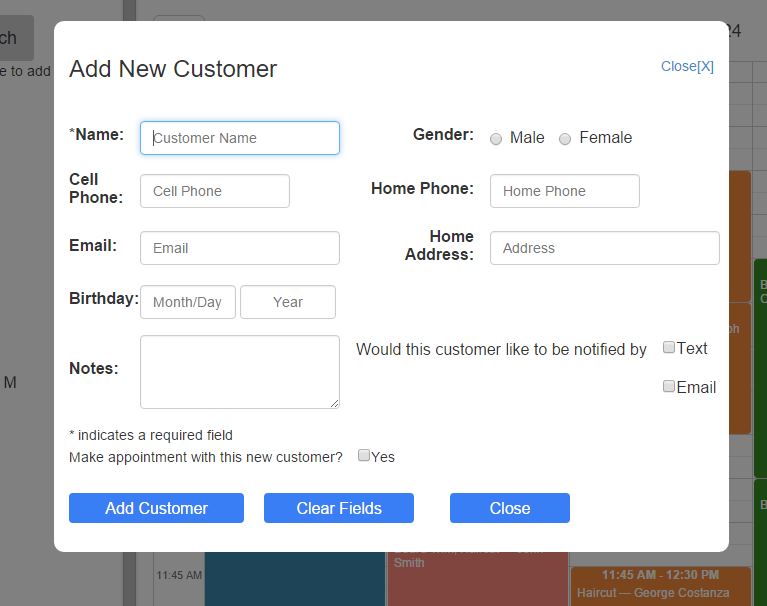 ch
24
e to add
Add New Customer
Close[X]
*Name:
Customer Name
Gender:
Male
Female
Cell
Phone:
Cell Phone
Home Phone:
Home Phone
Email:
Email
Home
Address:
Address
Birthday:
Month/Day
Year
Notes:
Would this customer like to be notified by
Text
Email
M
* indicates a required field
Make appointment with this new customer?
Yes
Add Customer
Clear Fields
Close
Smith
11:45 AM
11:45 AM - 12:30 PM
Haircut — George Costanza